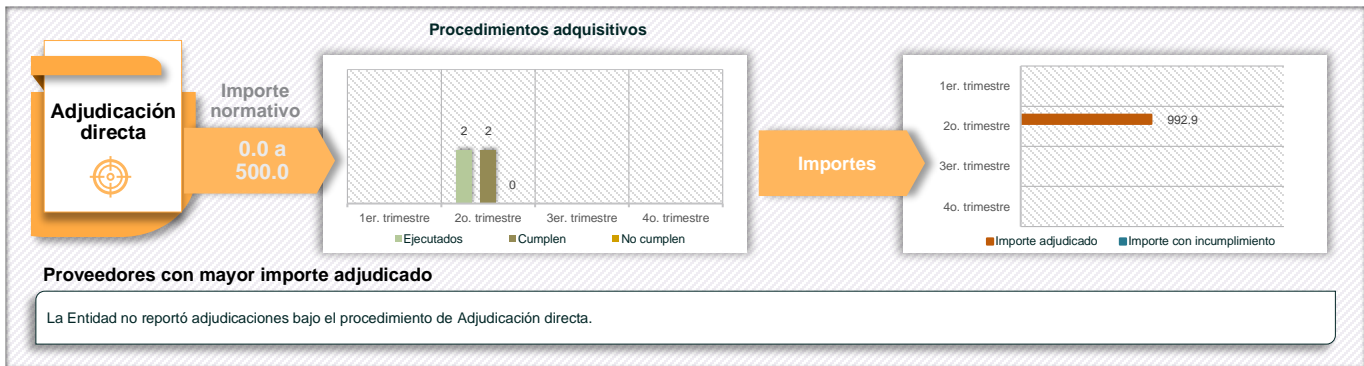 Procedimientos adquisitivos
Adjudicación
directa
Importe
normativo
0.0 a
500.0
2
2
0
1er. trimestre
2o. trimestre
3er. trimestre
4o. trimestre
Ejecutados
Cumplen
No cumplen
Importes
1er. trimestre
2o. trimestre
992.9
3er. trimestre
4o. trimestre
Importe adjudicado
Importe con incumplimiento
Proveedores con mayor importe adjudicado
La Entidad no reportó adjudicaciones bajo el procedimiento de Adjudicación directa.